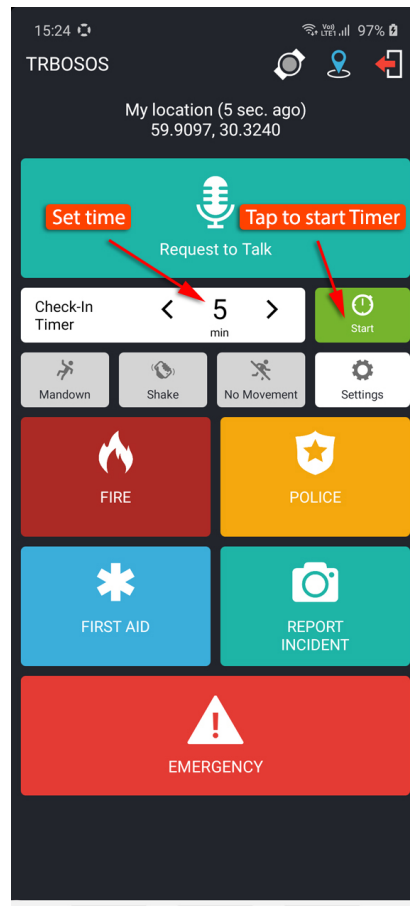 15:24 97%
TRBOSOS
My location (5 sec. ago)
59.9097, 30.3240
Set time
Tap to start Timer
Request to Talk
Check-In
Timer
5
min
Start
Mandown
Shake
No Movement
Settings
FIRE
POLICE
FIRST AID
REPORT
INCIDENT
EMERGENCY